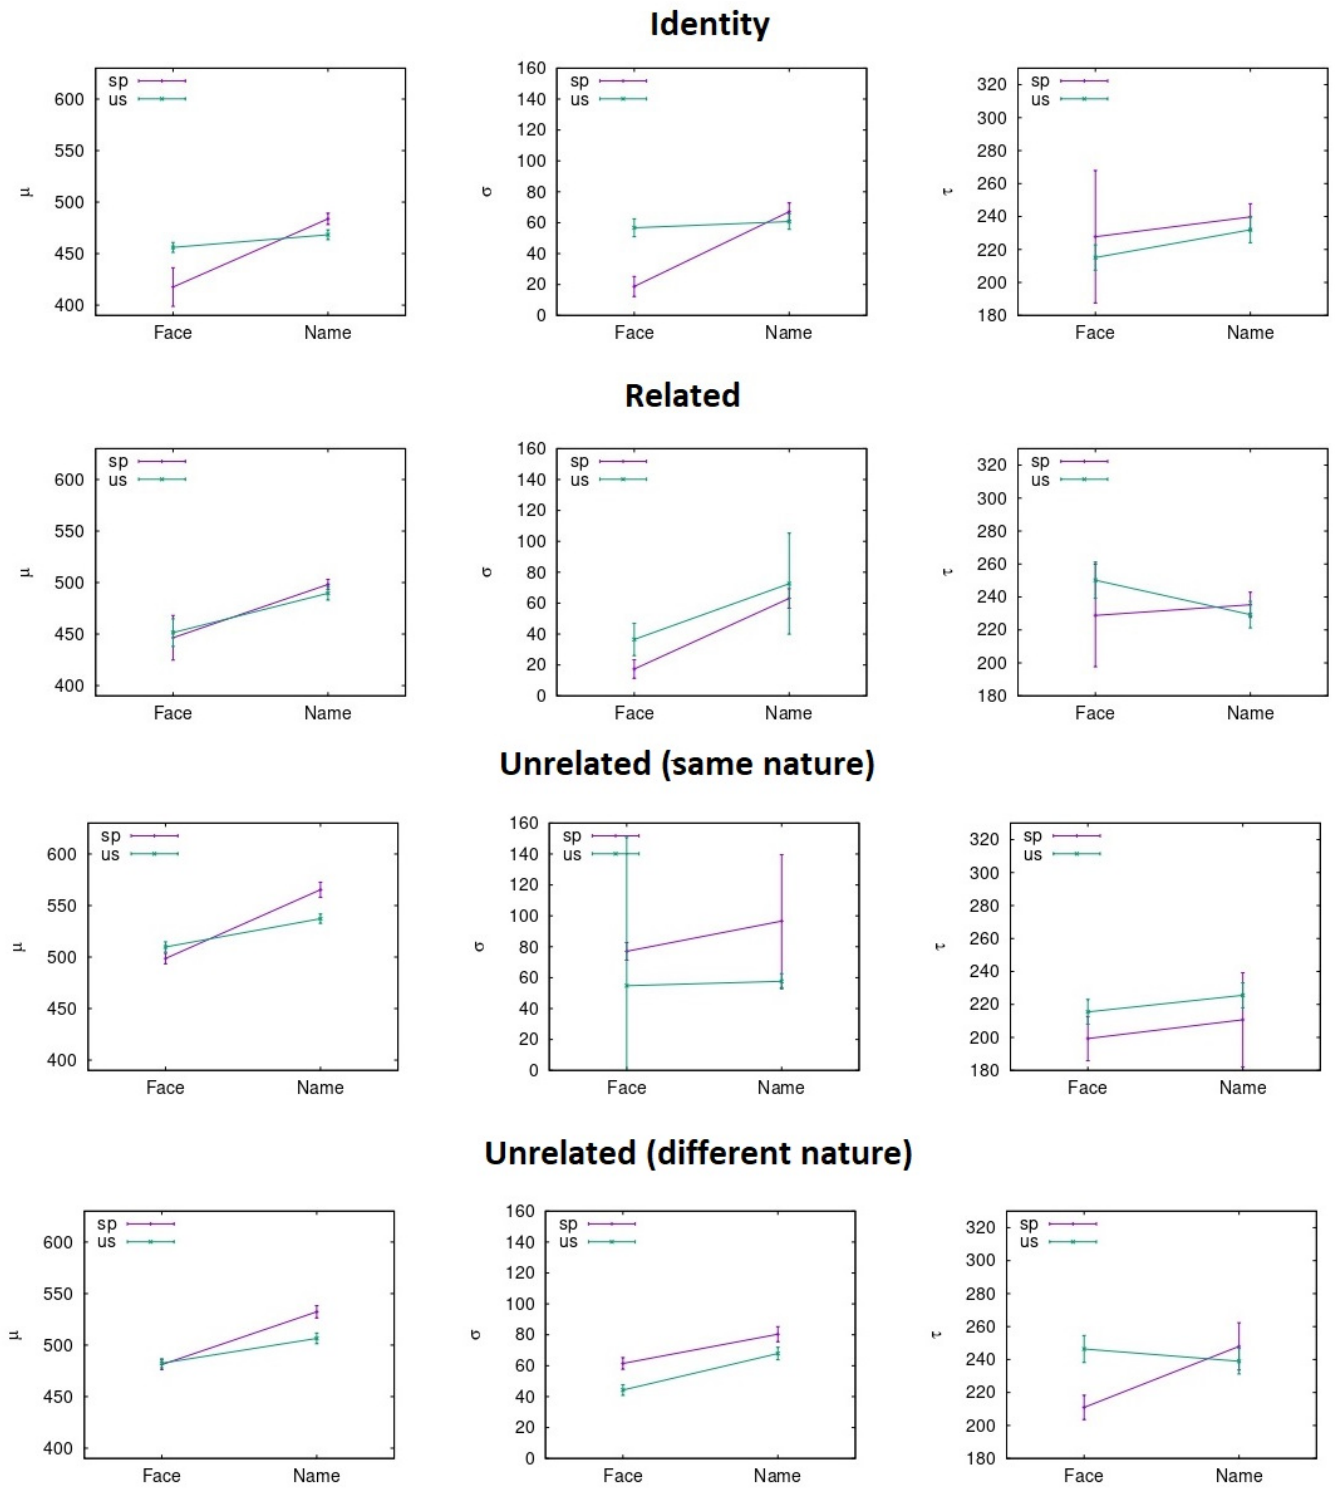 Identity
sp
us
600
550
500
450
400
μ
Face Name
sp
us
160
140
120
100
80
60
40
20
0
σ
Face Name
sp
us
320
300
280
260
240
220
200
180
τ
Face Name
Related
sp
us
600
550
500
450
400
μ
Face Name
sp
us
160
140
120
100
80
60
40
20
0
σ
Face Name
sp
us
320
300
280
260
240
220
200
180
τ
Face Name
Unrelated (same nature)
sp
us
600
550
500
450
400
μ
Face Name
sp
us
160
140
120
100
80
60
40
20
0
σ
Face Name
sp
us
320
300
280
260
240
220
200
180
τ
Face Name
Unrelated (different nature)
sp
us
600
550
500
450
400
μ
Face Name
sp
us
160
140
120
100
80
60
40
20
0
σ
Face Name
sp
us
320
300
280
260
240
220
200
180
τ
Face Name